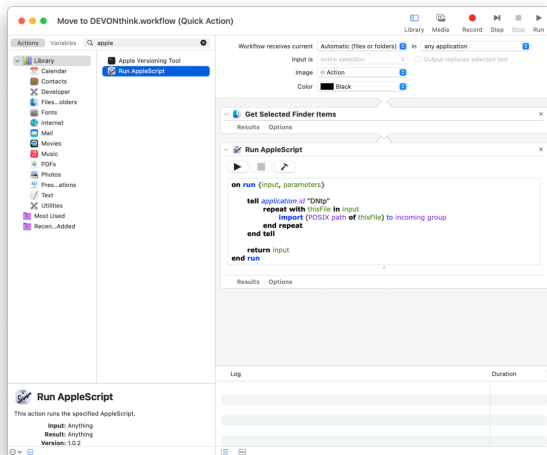 Move to DEVONthink.workflow (Quick Action)
Library Media Record Step Stop Run
Actions Variables apple
Library
Calendar
Contacts
Developer
Files...olders
Fonts
Internet
Mail
Movies
Music
PDFs
Photos
Pres...ations
Text
Utilities
Most Used
Recen...Added
Apple Versioning Tool
Run AppleScript
Workflow receives current Automatic (files or folders) in any application
Input is entire selection Output replaces selected text
Image Action
Color Black
Get Selected Finder Items
Results Options
Run AppleScript
on run {input, parameters}
tell application id "DNtp"
repeat with thisFile in input
import (POSIX path of thisFile) to incoming group
end repeat
end tell
return input
end run
Results Options
Log Duration
Run AppleScript
This action runs the specified AppleScript.
Input: Anything
Result: Anything
Version: 1.0.2